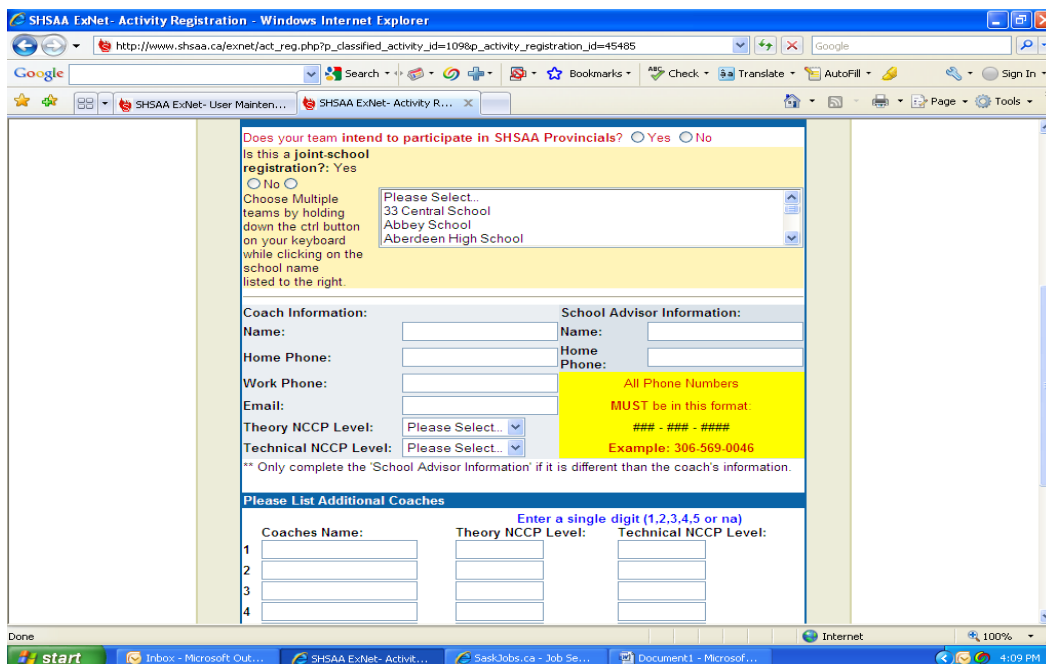 SHSAA ExNet- Activity Registration - Windows Internet Explorer
http://www.shsaa.ca/exnet/act_reg.php?p_classified_activity_id=109&p_activity_registration_id=45485
Google
Google Search Bookmarks Check Translate AutoFill Sign In
SHSAA ExNet- User Mainten... SHSAA ExNet- Activity R... Page Tools
Does your team intend to participate in SHSAA Provincials? Yes No
Is this a joint-school
registration?: Yes
No
Choose Multiple
teams by holding
down the ctrl button
on your keyboard
while clicking on the
school name
listed to the right.
Please Select...
33 Central School
Abbey School
Aberdeen High School
Coach Information: School Advisor Information:
Name: Name:
Home Phone: Home
Phone:
Work Phone: All Phone Numbers
Email: MUST be in this format:
Theory NCCP Level: Please Select... ### - ### - ####
Technical NCCP Level: Please Select... Example: 306-569-0046
** Only complete the 'School Advisor Information' if it is different than the coach's information.
Please List Additional Coaches
Enter a single digit (1,2,3,4,5 or na)
Coaches Name: Theory NCCP Level: Technical NCCP Level:
1
2
3
4
Done Internet 100%
start Inbox - Microsoft Out... SHSAA ExNet- Activit... SaskJobs.ca - Job Se... Document1 - Microsof... 4:09 PM